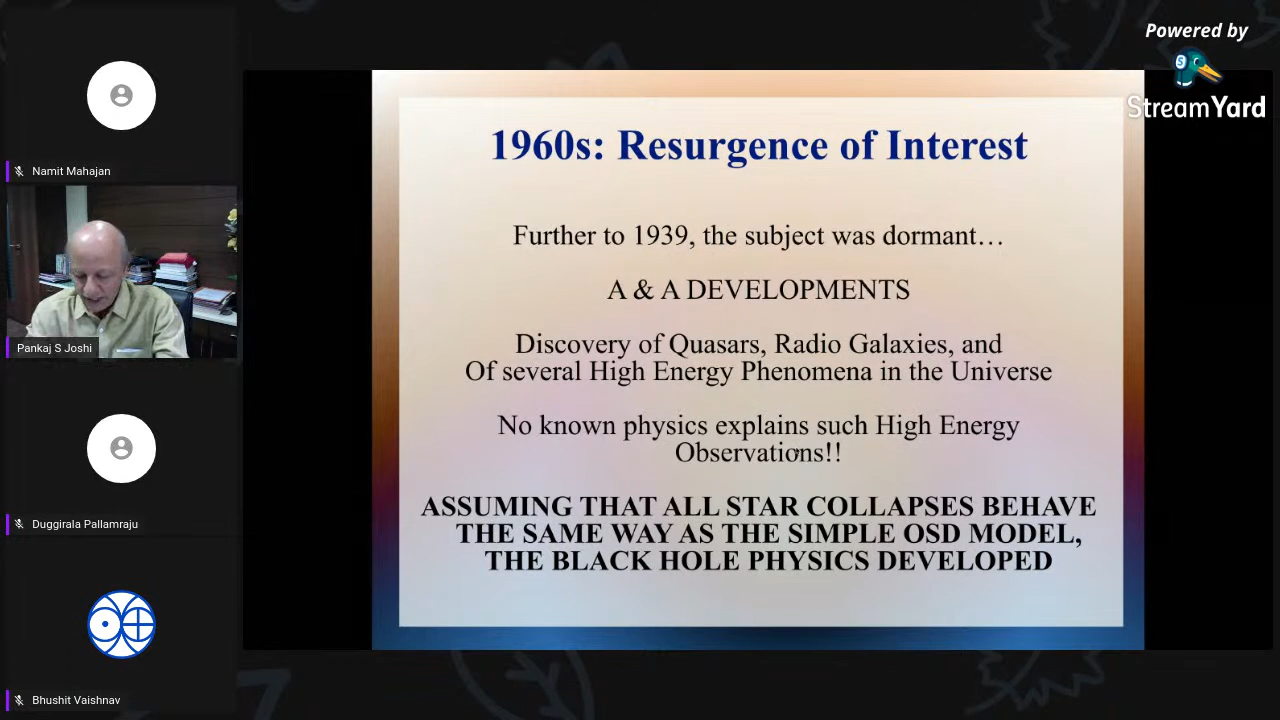 Powered by
StreamYard
Namit Mahajan
Pankaj S Joshi
Duggirala Pallamraju
Bhushit Vaishnav
1960s: Resurgence of Interest
Further to 1939, the subject was dormant…
A & A DEVELOPMENTS
Discovery of Quasars, Radio Galaxies, and
Of several High Energy Phenomena in the Universe
No known physics explains such High Energy
Observations!!
ASSUMING THAT ALL STAR COLLAPSES BEHAVE
THE SAME WAY AS THE SIMPLE OSD MODEL,
THE BLACK HOLE PHYSICS DEVELOPED